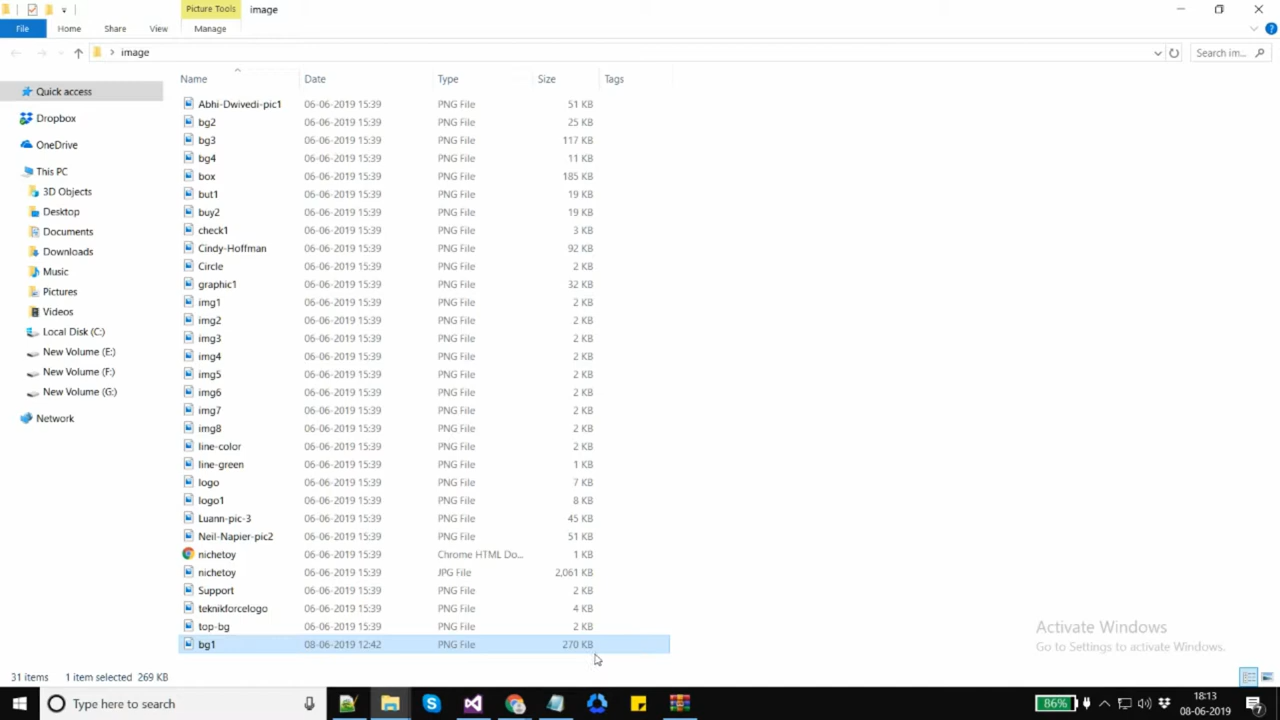 Picture Tools image
File Home Share View Manage
image Search im...
Name Date Type Size Tags
Quick access
Dropbox
OneDrive
This PC
3D Objects
Desktop
Documents
Downloads
Music
Pictures
Videos
Local Disk (C:)
New Volume (E:)
New Volume (F:)
New Volume (G:)
Network
Abhi-Dwivedi-pic1 06-06-2019 15:39 PNG File 51 KB
bg2 06-06-2019 15:39 PNG File 25 KB
bg3 06-06-2019 15:39 PNG File 117 KB
bg4 06-06-2019 15:39 PNG File 11 KB
box 06-06-2019 15:39 PNG File 185 KB
but1 06-06-2019 15:39 PNG File 19 KB
buy2 06-06-2019 15:39 PNG File 19 KB
check1 06-06-2019 15:39 PNG File 3 KB
Cindy-Hoffman 06-06-2019 15:39 PNG File 92 KB
Circle 06-06-2019 15:39 PNG File 2 KB
graphic1 06-06-2019 15:39 PNG File 32 KB
img1 06-06-2019 15:39 PNG File 2 KB
img2 06-06-2019 15:39 PNG File 2 KB
img3 06-06-2019 15:39 PNG File 2 KB
img4 06-06-2019 15:39 PNG File 2 KB
img5 06-06-2019 15:39 PNG File 2 KB
img6 06-06-2019 15:39 PNG File 2 KB
img7 06-06-2019 15:39 PNG File 2 KB
img8 06-06-2019 15:39 PNG File 2 KB
line-color 06-06-2019 15:39 PNG File 2 KB
line-green 06-06-2019 15:39 PNG File 1 KB
logo 06-06-2019 15:39 PNG File 7 KB
logo1 06-06-2019 15:39 PNG File 8 KB
Luann-pic-3 06-06-2019 15:39 PNG File 45 KB
Neil-Napier-pic2 06-06-2019 15:39 PNG File 51 KB
nichetoy 06-06-2019 15:39 Chrome HTML Do... 1 KB
nichetoy 06-06-2019 15:39 JPG File 2,061 KB
Support 06-06-2019 15:39 PNG File 2 KB
teknikforcelogo 06-06-2019 15:39 PNG File 4 KB
top-bg 06-06-2019 15:39 PNG File 2 KB
bg1 08-06-2019 12:42 PNG File 270 KB
Activate Windows
Go to Settings to activate Windows.
31 items 1 item selected 269 KB
Type here to search
86%
18:13
08-06-2019
7